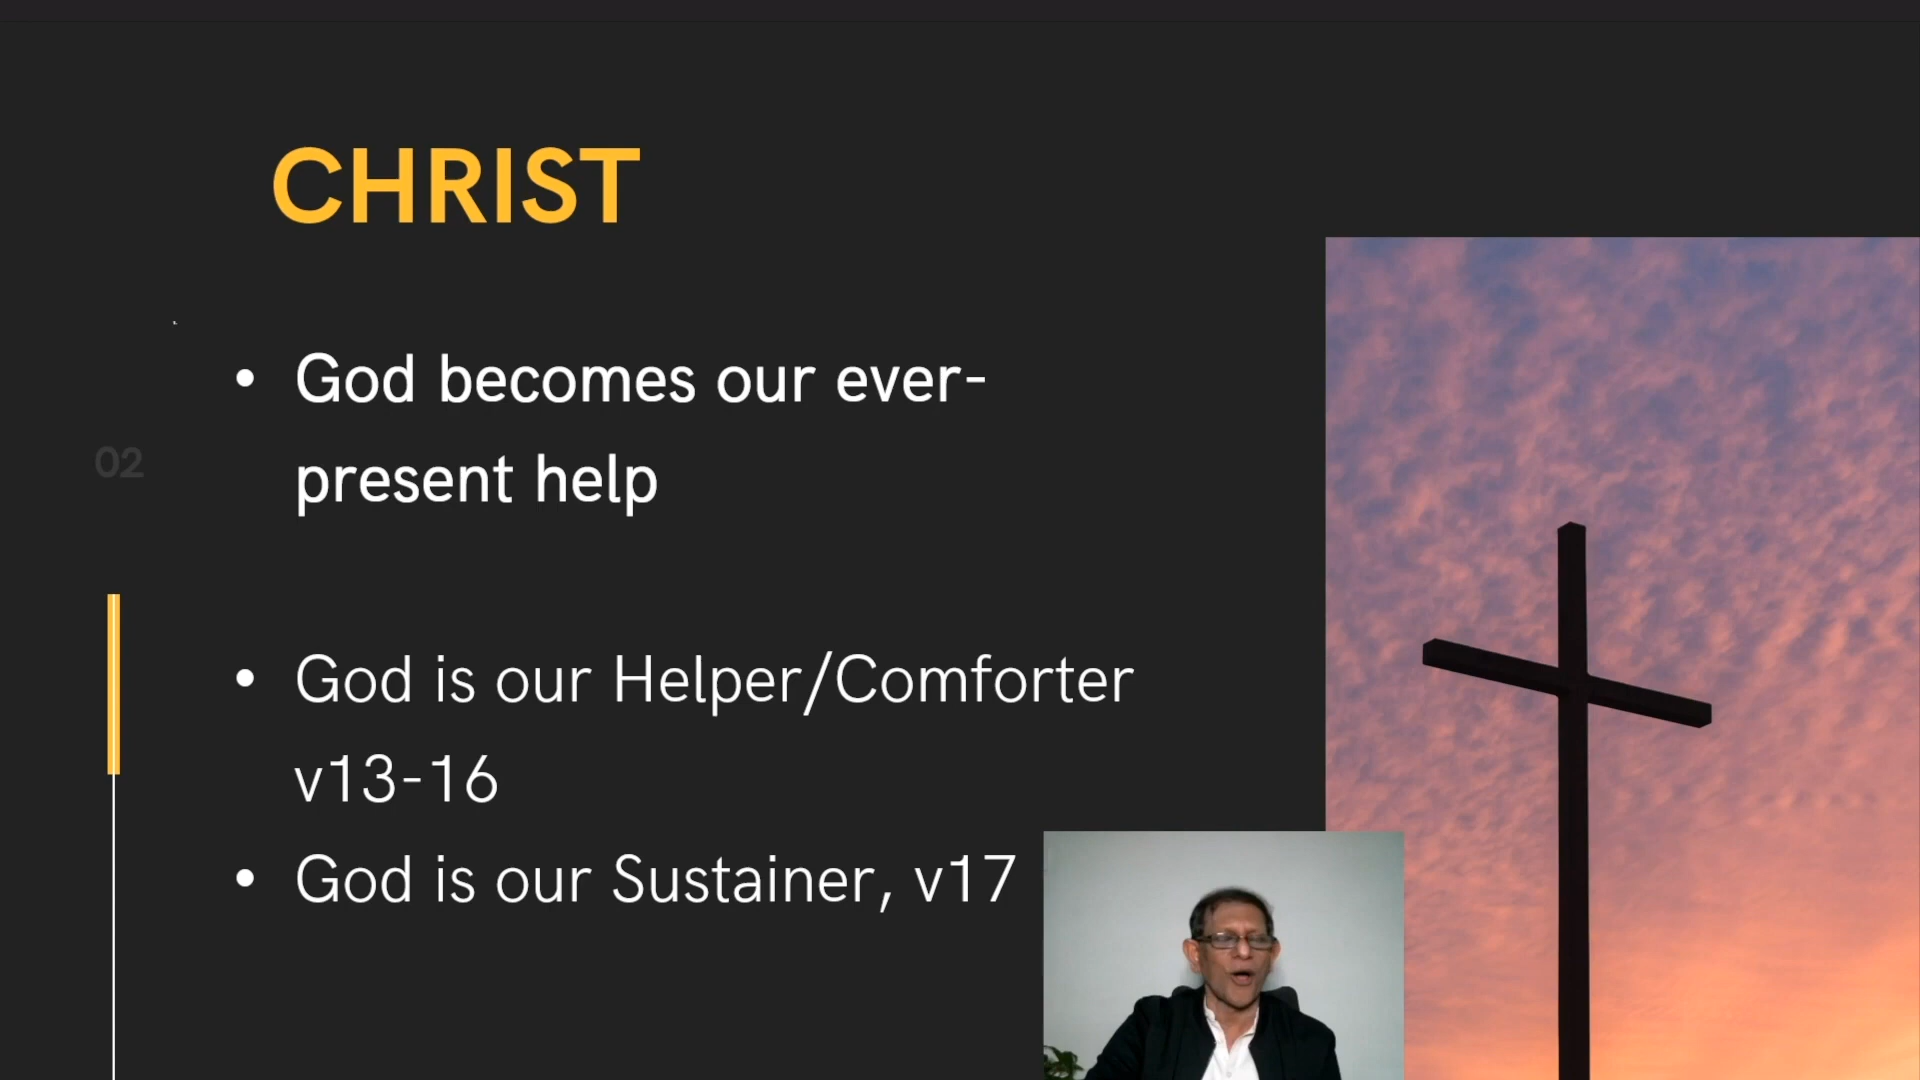 CHRIST
• God becomes our ever-
present help
02
• God is our Helper/Comforter
v13-16
• God is our Sustainer, v17